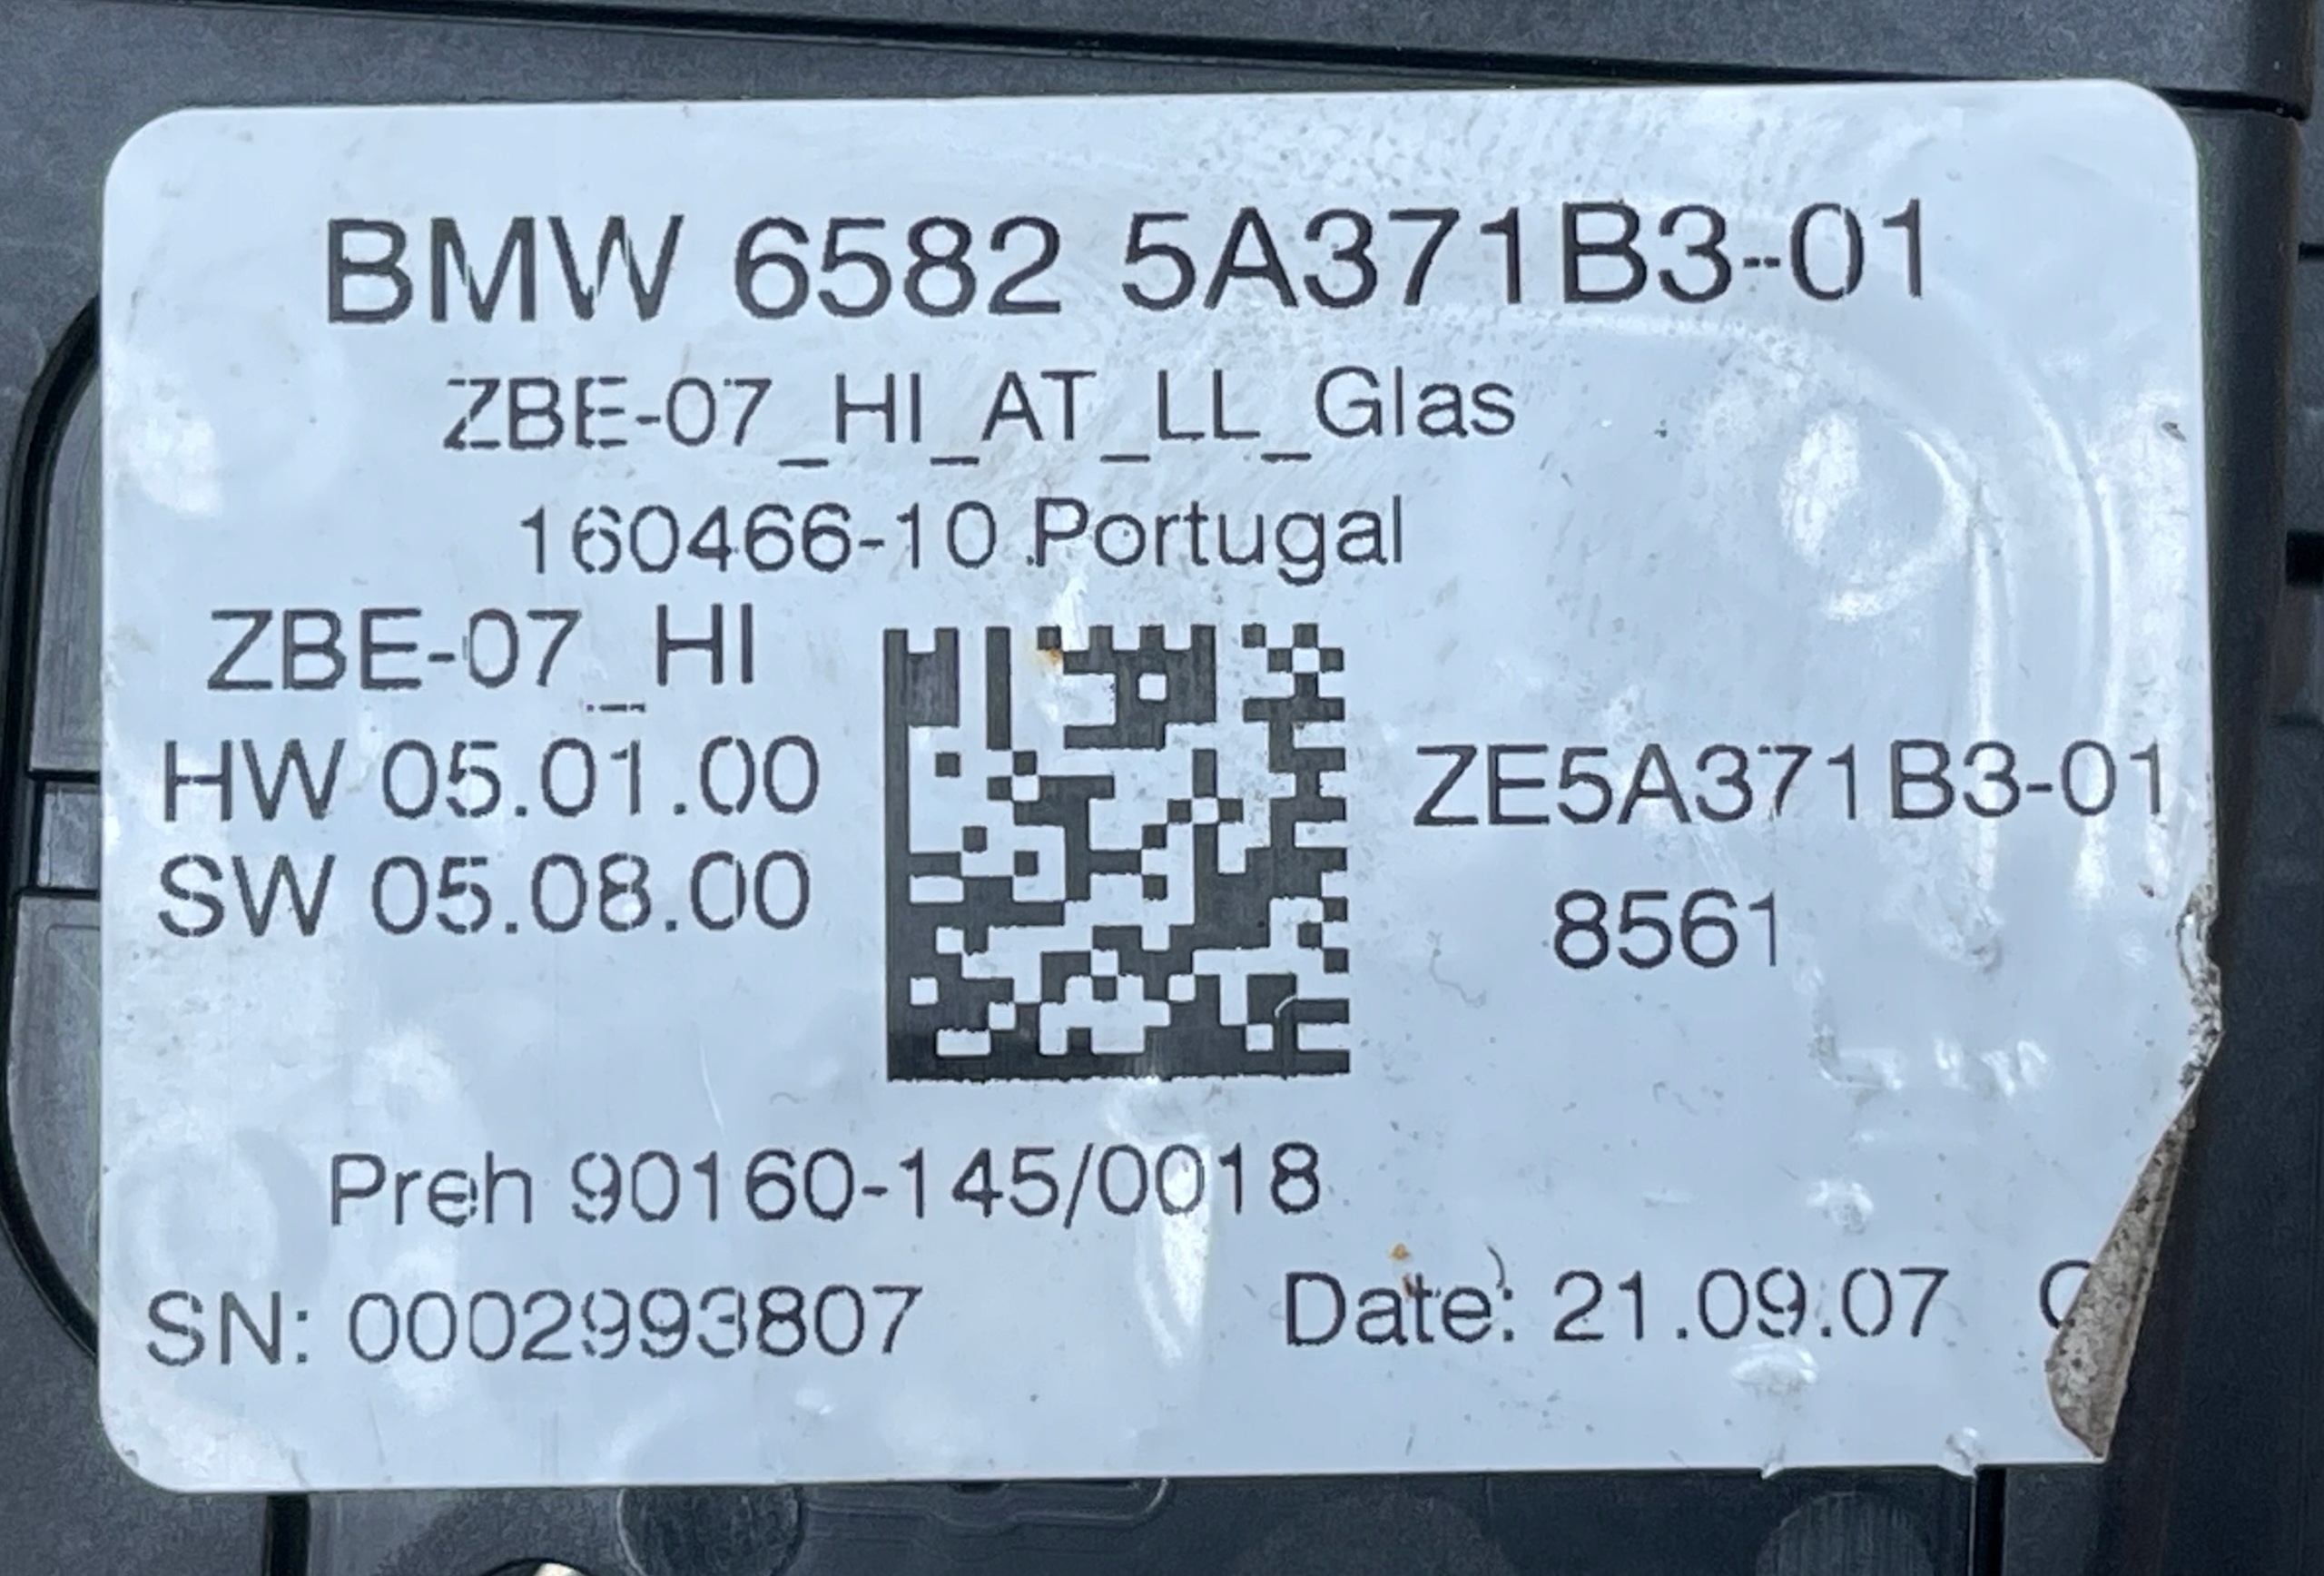 BMW 6582 5A371B3-01
ZBE-07_HI_AT_LL_Glas
160466-10 Portugal
ZBE-07_HI
HW 05.01.00
SW 05.08.00
ZE5A371B3-01
8561
Preh 90160-145/0018
SN: 0002993807
Date: 21.09.07